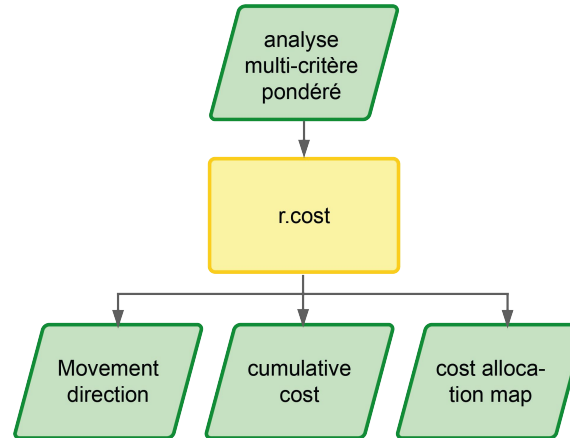 analyse
multi-critère
pondéré
r.cost
Movement
direction
cumulative
cost
cost alloca-
tion map